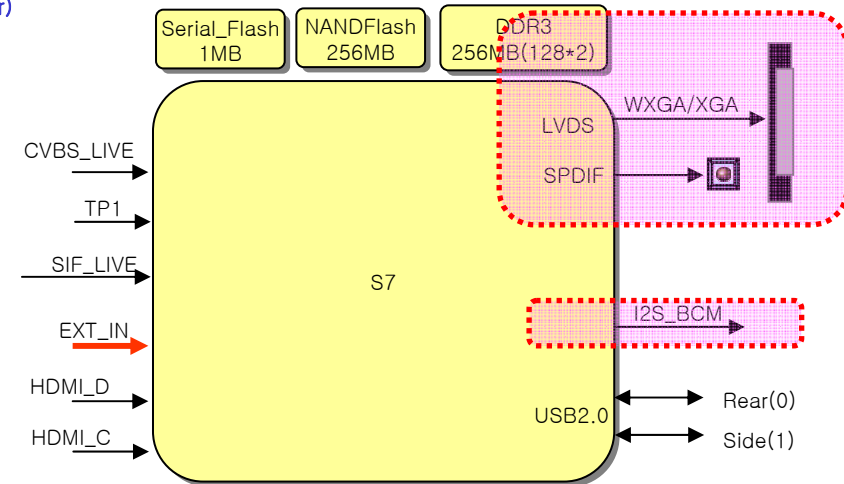 r)
Serial_Flash
1MB
NANDFlash
256MB
DDR3
256MB(128*2)
WXGA/XGA
LVDS
CVBS_LIVE
SPDIF
TP1
SIF_LIVE
S7
I2S_BCM
EXT_IN
HDMI_D
Rear(0)
USB2.0
HDMI_C
Side(1)